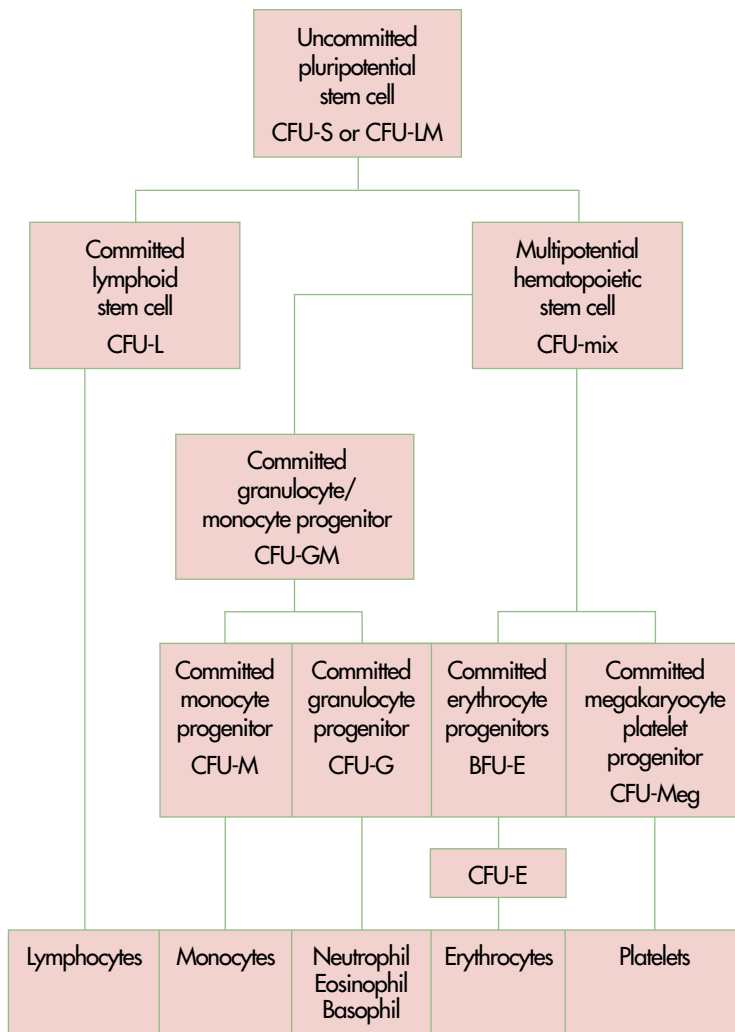 Uncommitted
pluripotential
stem cell
CFU-S or CFU-LM
Committed
lymphoid
stem cell
CFU-L
Multipotential
hematopoietic
stem cell
CFU-mix
Committed
granulocyte/
monocyte progenitor
CFU-GM
Committed
monocyte
progenitor
CFU-M
Committed
granulocyte
progenitor
CFU-G
Committed
erythrocyte
progenitors
BFU-E
Committed
megakaryocyte
platelet
progenitor
CFU-Meg
CFU-E
Lymphocytes
Monocytes
Neutrophil
Eosinophil
Basophil
Erythrocytes
Platelets